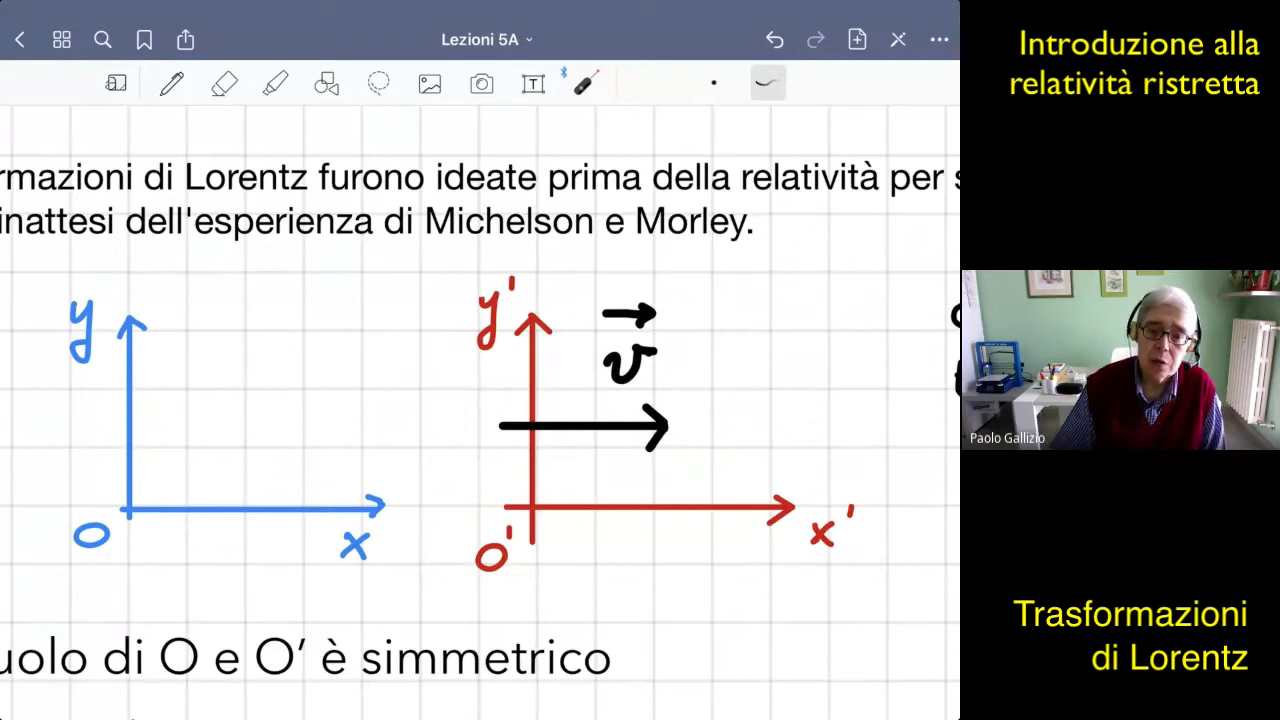 Lezioni 5A
Introduzione alla
relatività ristretta
rmazioni di Lorentz furono ideate prima della relatività per
inattesi dell'esperienza di Michelson e Morley.
y
y'
v
O
x
O'
x'
Paolo Gallizio
uolo di O e O' è simmetrico
Trasformazioni
di Lorentz